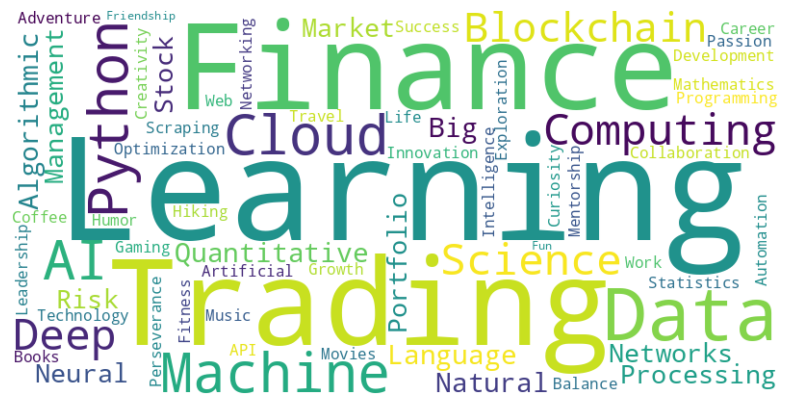 Adventure
Friendship
Finance
Market
Success
Blockchain
Career
Passion
Algorithmic
Management
Python
Creativity
Stock
Networking
Web
Development
Mathematics
Programming
Scraping
Optimization
Cloud
Travel
Life
Innovation
Big
Intelligence
Exploration
Computing
Collaboration
Curiosity
Mentorship
Learning
Coffee
Humor
Hiking
Portfolio
Automation
Leadership
AI
Gaming
Quantitative
Artificial
Growth
Science
Fun
Work
Statistics
Trading
Risk
Technology
Perseverance
Fitness
Music
Data
Deep
Books
Neural
Machine
API
Movies
Language
Natural
Balance
Networks
Processing